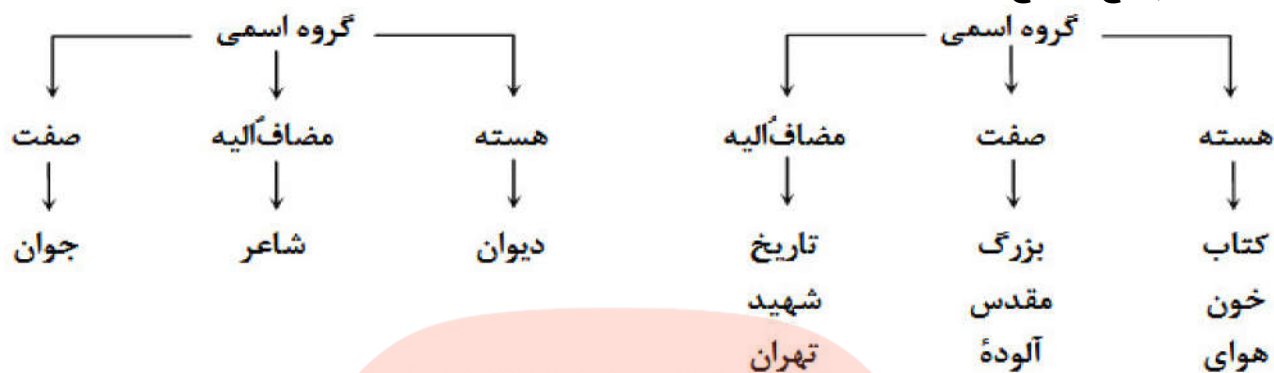 گروه اسمی گروه اسمی
هسته صفت مضافٌ‌الیه هسته مضافٌ‌الیه صفت
کتاب بزرگ تاریخ دیوان شاعر جوان
خون مقدس شهید
هوای آلودهٔ تهران